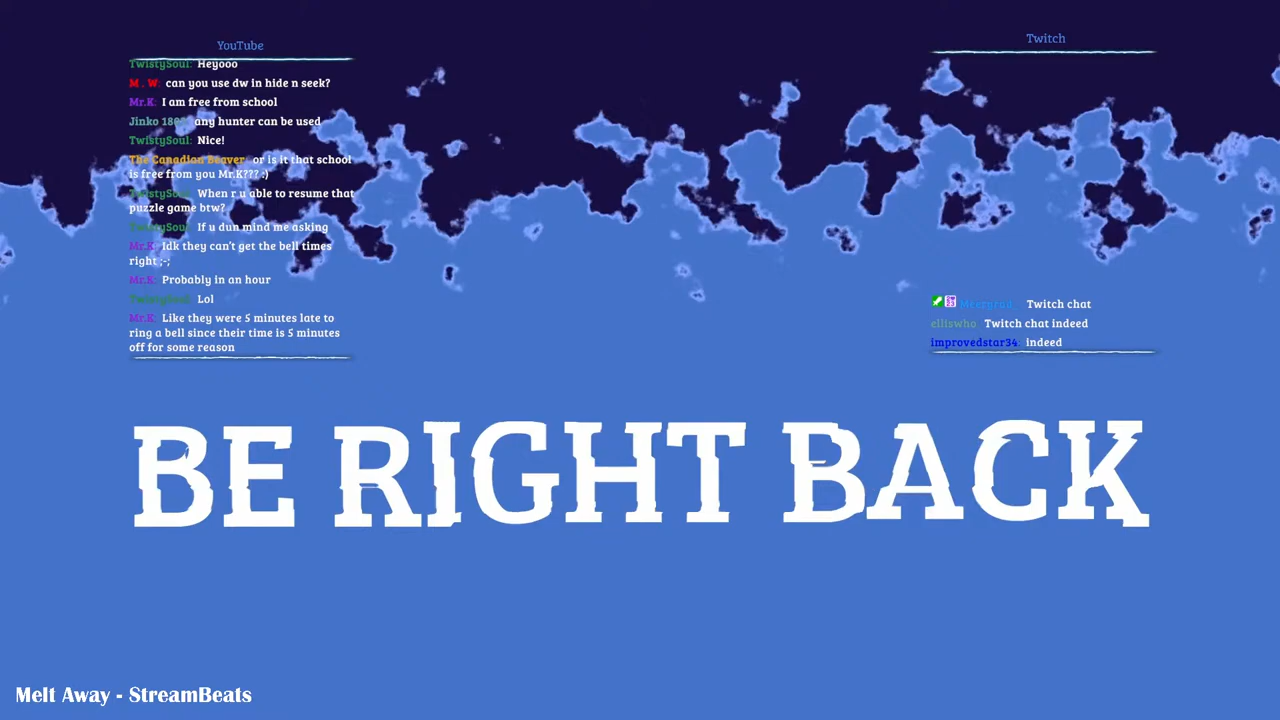 YouTube
TwistySoul: Heyooo
M . W: can you use dw in hide n seek?
Mr.K: I am free from school
Jinko 180: any hunter can be used
TwistySoul: Nice!
The Canadian Beaver: or is it that school
is free from you Mr.K??? :)
TwistySoul: When r u able to resume that
puzzle game btw?
TwistySoul: If u dun mind me asking
Mr.K: Idk they can't get the bell times
right ;-;
Mr.K: Probably in an hour
TwistySoul: Lol
Mr.K: Like they were 5 minutes late to
ring a bell since their time is 5 minutes
off for some reason
Twitch
Twitch chat
elliswho: Twitch chat indeed
improvedstar34: indeed
BE RIGHT BACK
Melt Away - StreamBeats